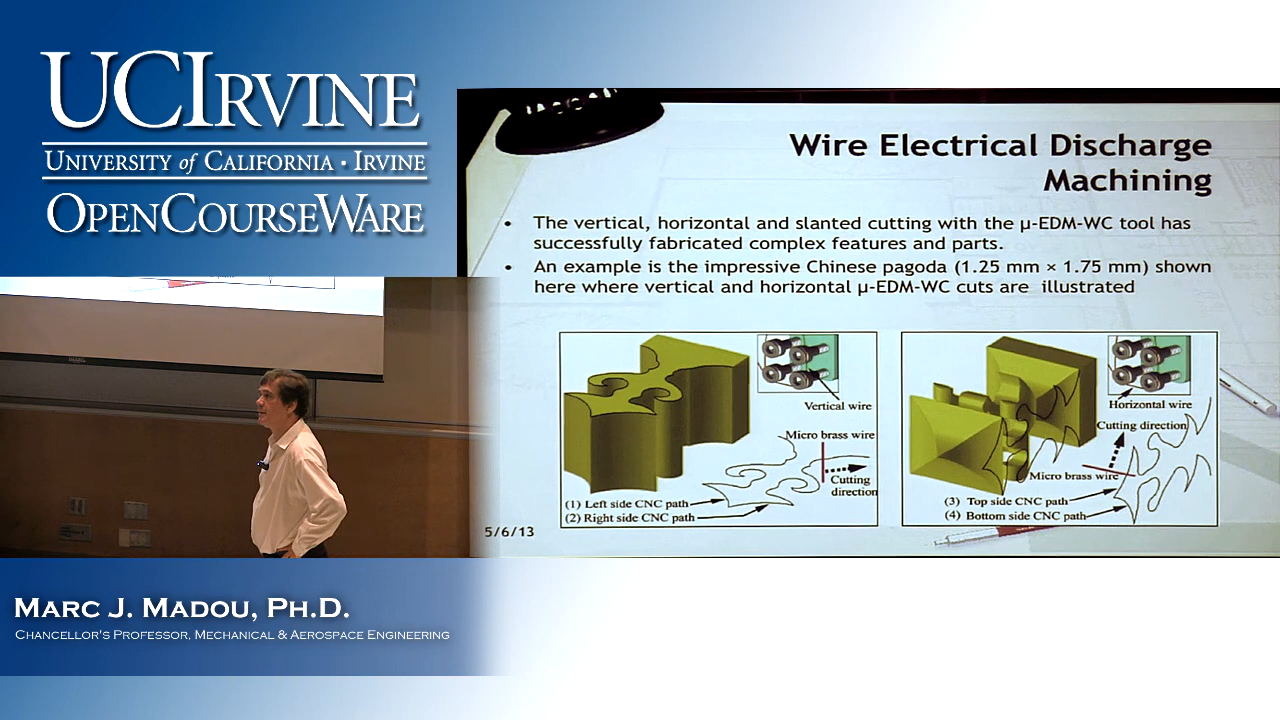 UCIRVINE
UNIVERSITY of CALIFORNIA · IRVINE
OPENCOURSEWARE
Wire Electrical Discharge
Machining
• The vertical, horizontal and slanted cutting with the μ-EDM-WC tool has
successfully fabricated complex features and parts.
• An example is the impressive Chinese pagoda (1.25 mm × 1.75 mm) shown
here where vertical and horizontal μ-EDM-WC cuts are illustrated
Vertical wire
Micro brass wire
Cutting
direction
(1) Left side CNC path
(2) Right side CNC path
Horizontal wire
Cutting direction
Micro brass wire
(3) Top side CNC path
(4) Bottom side CNC path
5/6/13
MARC J. MADOU, PH.D.
CHANCELLOR'S PROFESSOR, MECHANICAL & AEROSPACE ENGINEERING